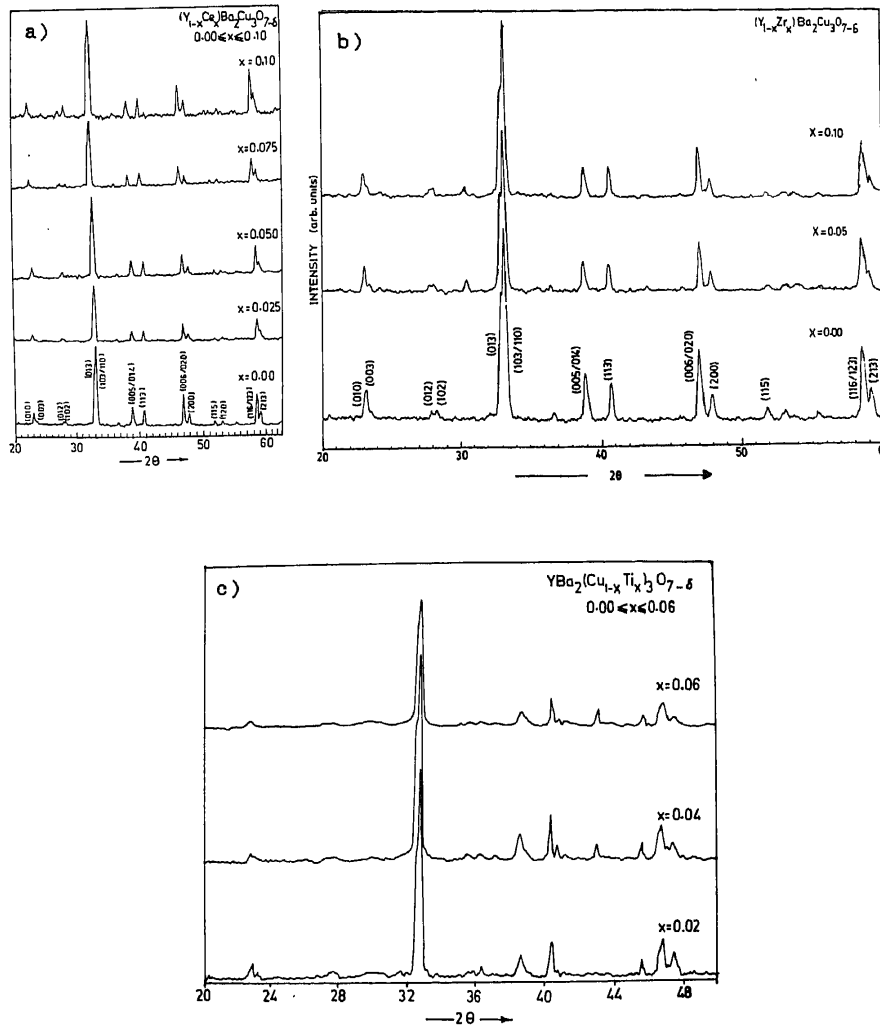 a)
(Y1-xCex)Ba2Cu3O7-δ
0.00≤x≤0.10
x=0.10
x=0.075
x=0.050
x=0.025
x=0.00
(010)
(003)
(012)
(102)
(013)
(103/110)
(005/014)
(113)
(006/020)
(200)
(115)
(120)
(116/123)
(213)
20 30 40 50 60
2θ
b)
(Y1-xZrx)Ba2Cu3O7-δ
INTENSITY (arb. units)
X=0.10
X=0.05
X=0.00
(010)
(003)
(012)
(102)
(013)
(103/110)
(005/014)
(113)
(006/020)
(200)
(115)
(116/123)
(213)
20 30 40 50
2θ
c)
YBa2(Cu1-xTix)3O7-δ
0.00≤x≤0.06
x=0.06
x=0.04
x=0.02
20 24 28 32 36 40 44 48
2θ